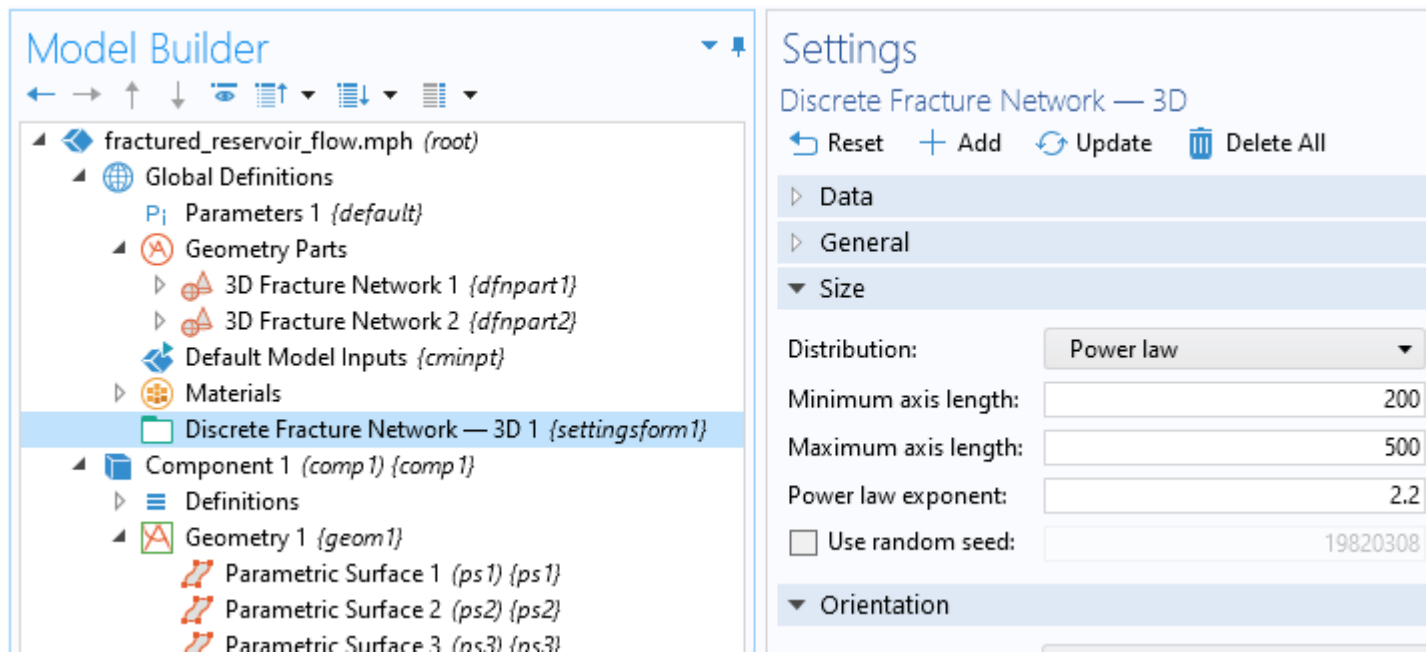 Model Builder
fractured_reservoir_flow.mph (root)
Global Definitions
Pi Parameters 1 {default}
Geometry Parts
3D Fracture Network 1 {dfnpart1}
3D Fracture Network 2 {dfnpart2}
Default Model Inputs {cminpt}
Materials
Discrete Fracture Network — 3D 1 {settingsform1}
Component 1 (comp1) {comp1}
Definitions
Geometry 1 {geom1}
Parametric Surface 1 (ps1) {ps1}
Parametric Surface 2 (ps2) {ps2}
Parametric Surface 3 (ps3) {ps3}
Settings
Discrete Fracture Network — 3D
Reset Add Update Delete All
Data
General
Size
Distribution: Power law
Minimum axis length: 200
Maximum axis length: 500
Power law exponent: 2.2
Use random seed: 19820308
Orientation